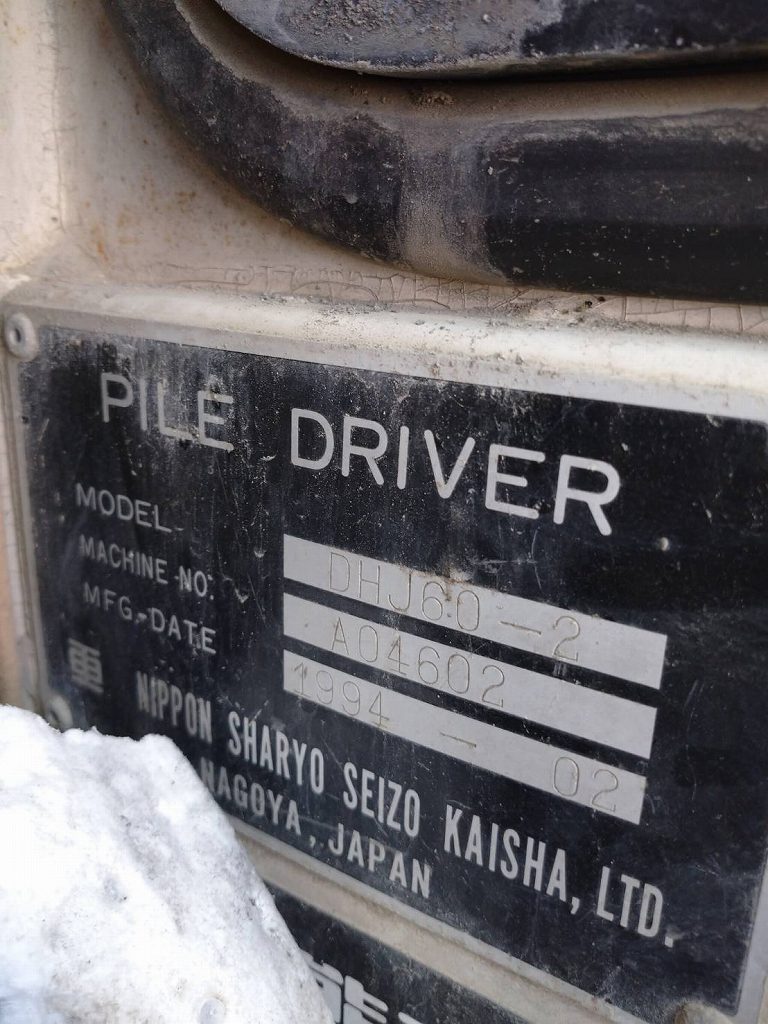 PILE DRIVER
MODEL DHJ60-2
MACHINE NO. A04602
MFG. DATE 1994 - 02
NIPPON SHARYO SEIZO KAISHA, LTD.
NAGOYA, JAPAN